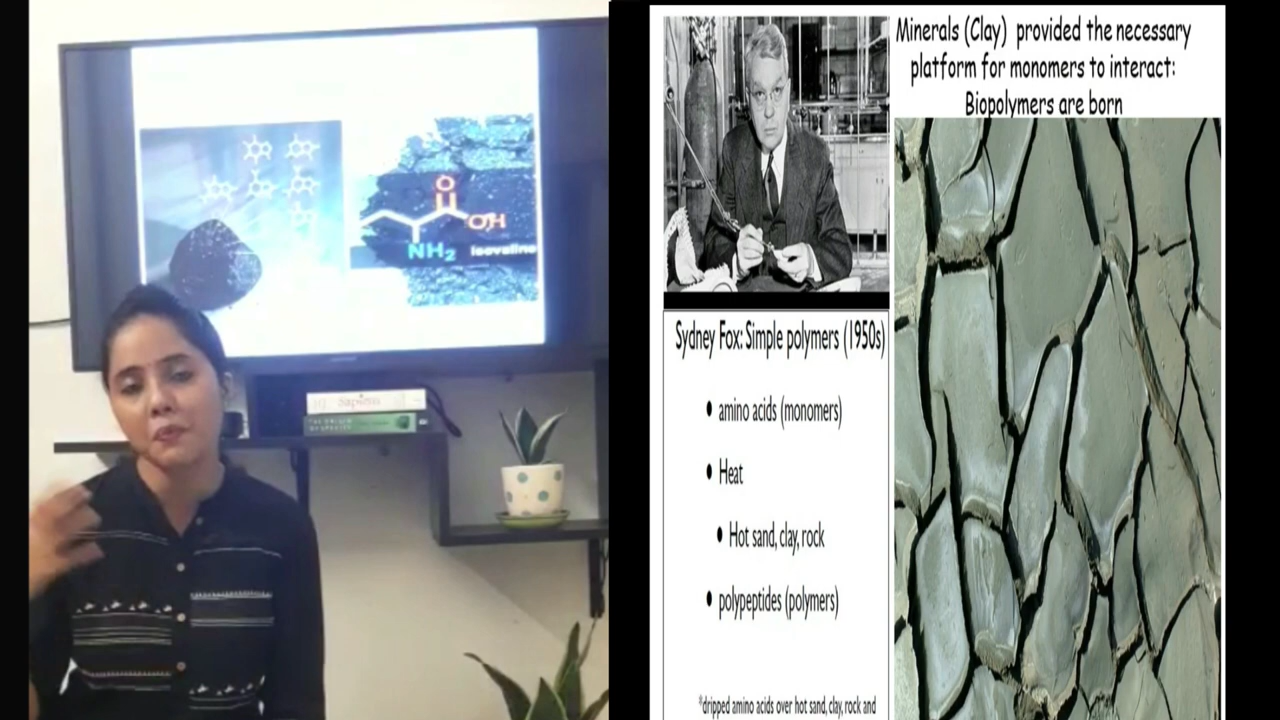 O
OH
NH₂
Isovaline
Sapiens
Sydney Fox: Simple polymers (1950s)
• amino acids (monomers)
• Heat
• Hot sand, clay, rock
• polypeptides (polymers)
*dripped amino acids over hot sand, clay, rock and
Minerals (Clay) provided the necessary
platform for monomers to interact:
Biopolymers are born